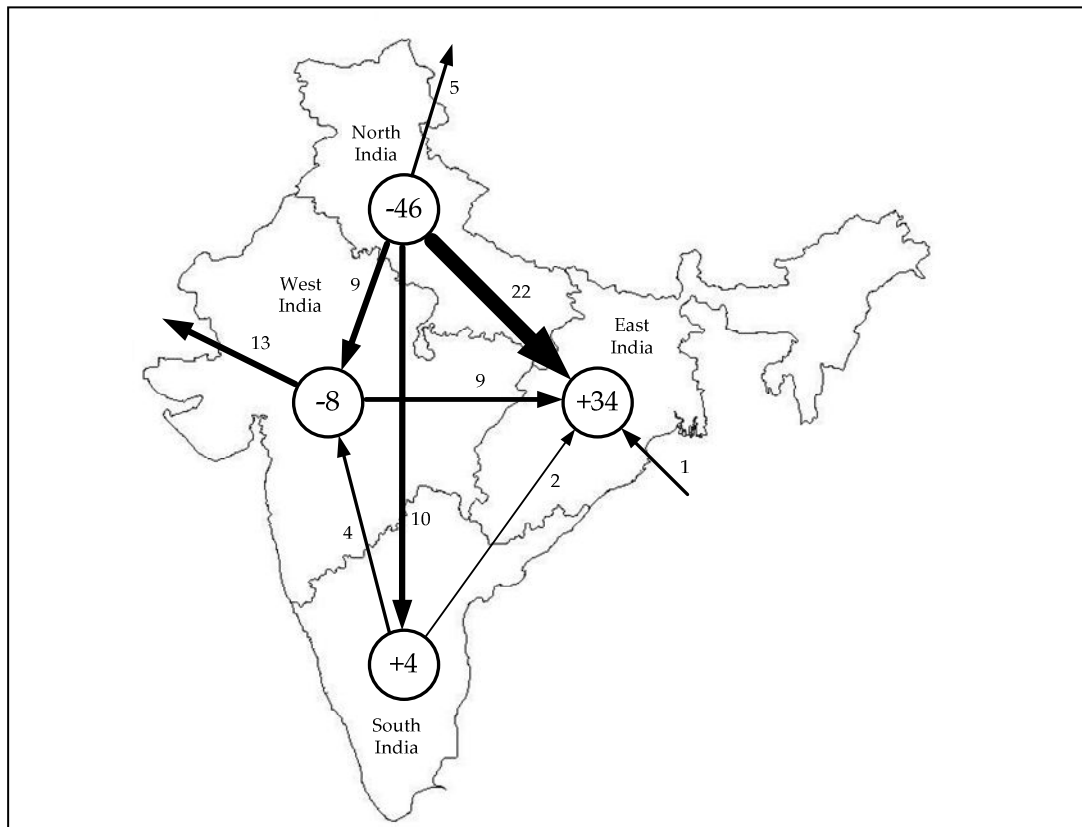 5
North
India
-46
9
West
India
22
East
India
13
9
-8
+34
1
2
4
10
+4
South
India